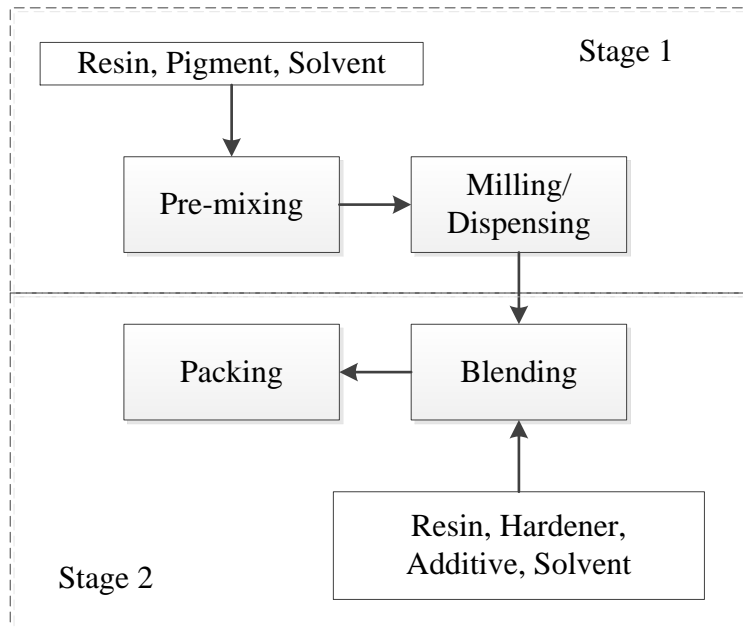 Stage 1
Resin, Pigment, Solvent
Pre-mixing
Milling/
Dispensing
Packing
Blending
Resin, Hardener,
Additive, Solvent
Stage 2